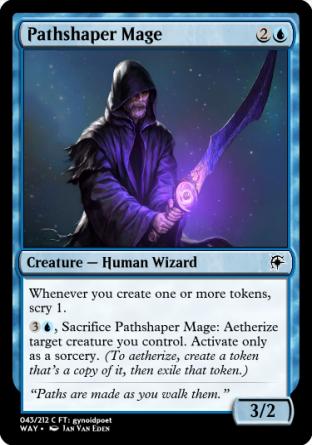 Pathshaper Mage 2
Creature — Human Wizard
Whenever you create one or more tokens,
scry 1.
3, Sacrifice Pathshaper Mage: Aetherize
target creature you control. Activate only
as a sorcery. (To aetherize, create a token
that's a copy of it, then exile that token.)
"Paths are made as you walk them."
3/2
043/212 C FT: gynoidpoet
WAY • Jan Van Eden